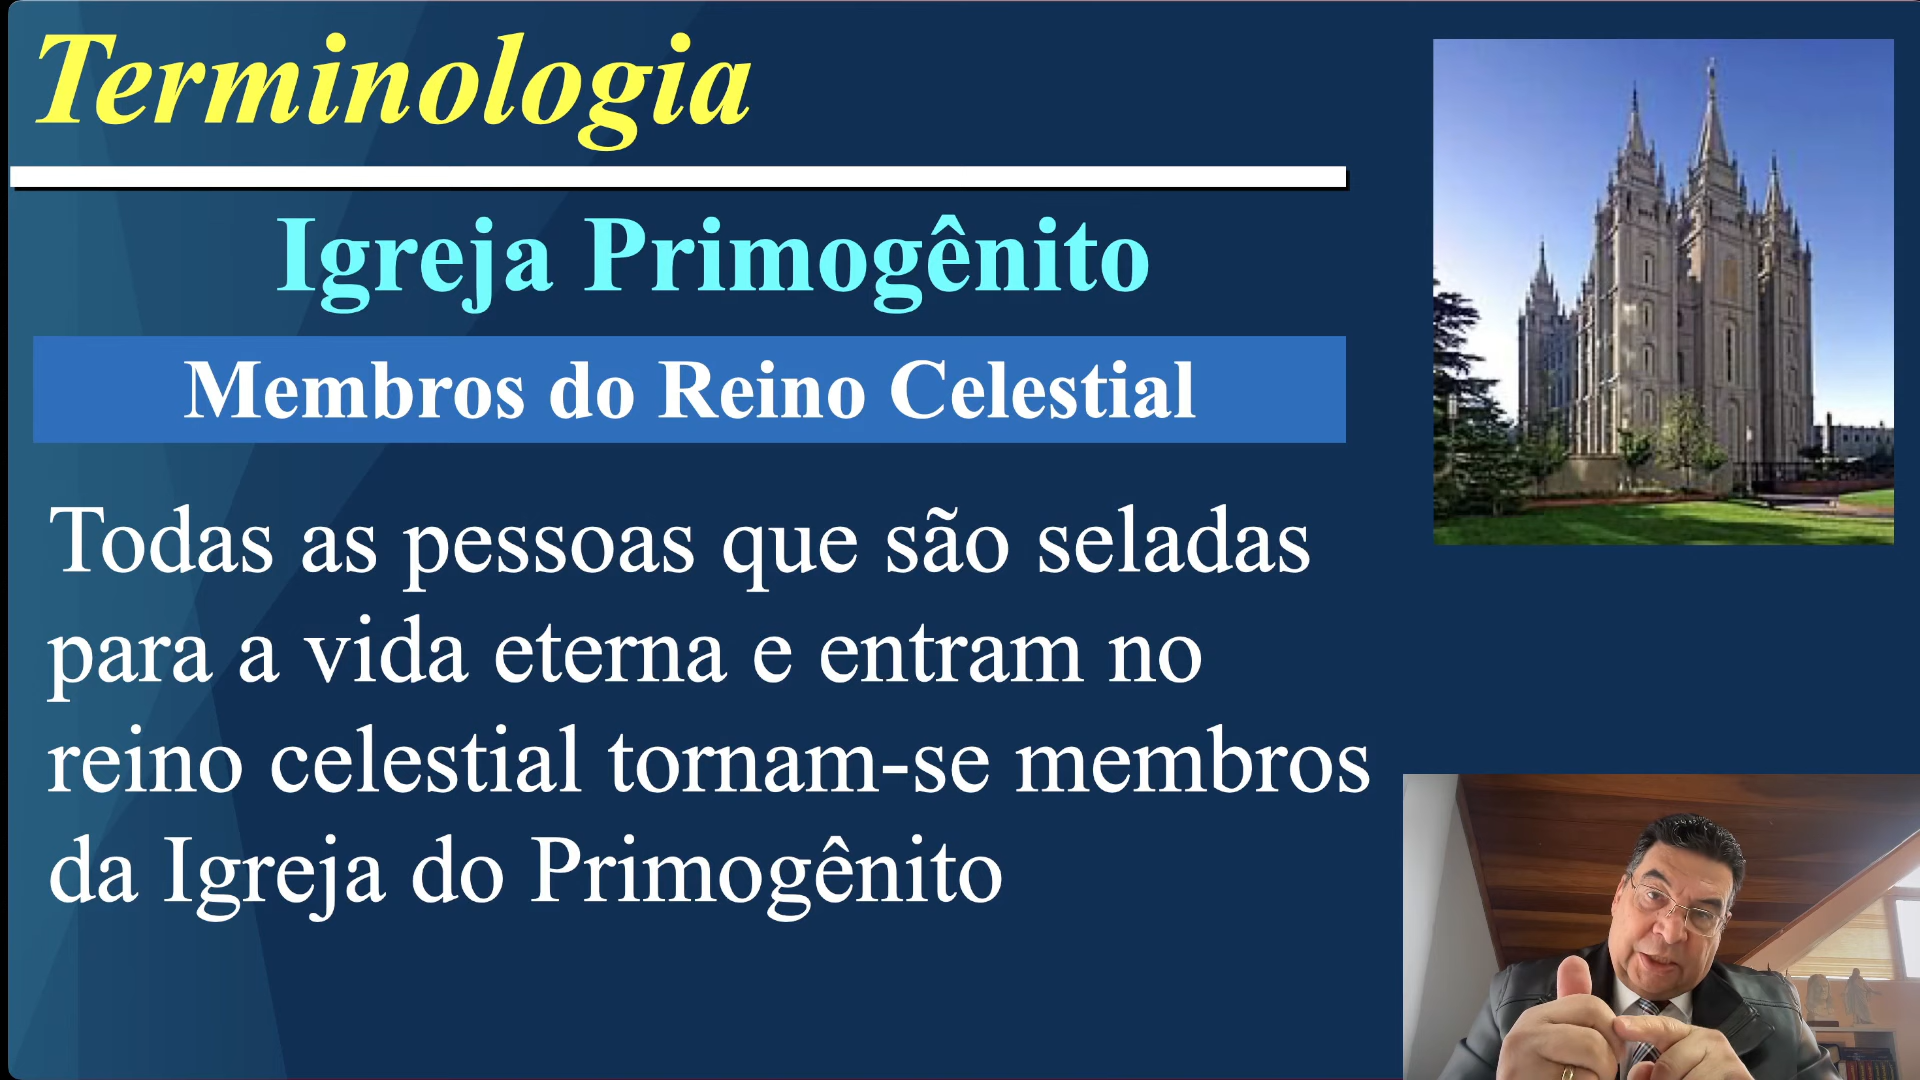 Terminologia
Igreja Primogênito
Membros do Reino Celestial
Todas as pessoas que são seladas
para a vida eterna e entram no
reino celestial tornam-se membros
da Igreja do Primogênito